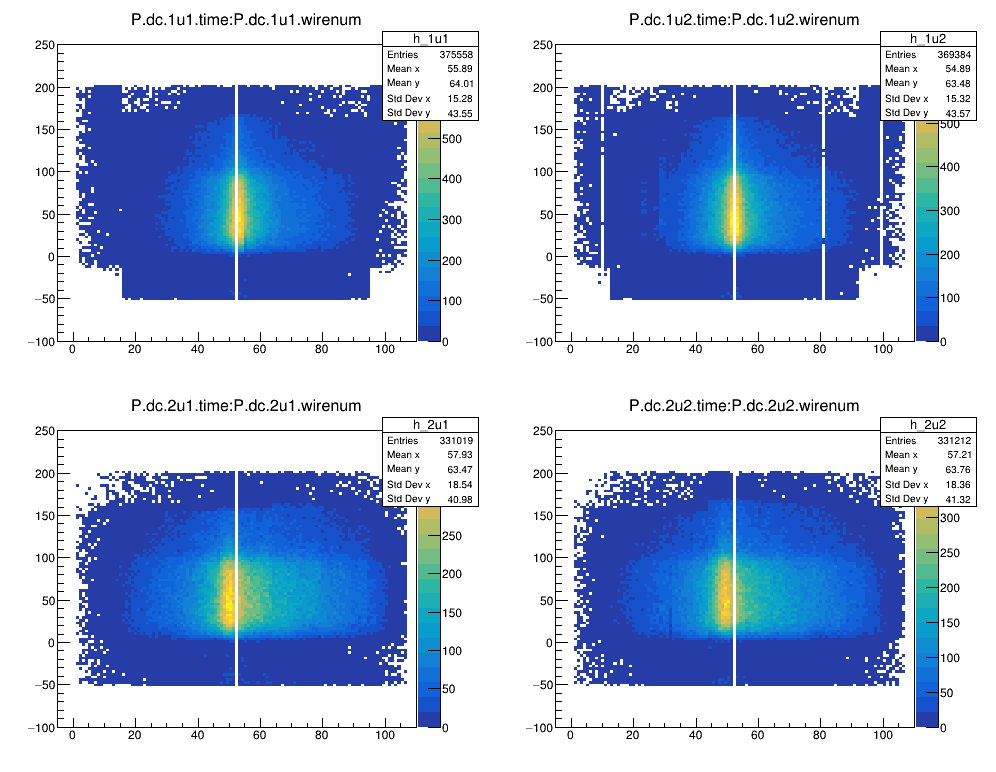 P.dc.1u1.time:P.dc.1u1.wirenum
h_1u1
Entries 375558
Mean x 55.89
Mean y 64.01
Std Dev x 15.28
Std Dev y 43.55
250
200
150
100
50
0
−50
−100
0 20 40 60 80 100
500
400
300
200
100
0
P.dc.1u2.time:P.dc.1u2.wirenum
h_1u2
Entries 369384
Mean x 54.89
Mean y 63.48
Std Dev x 15.32
Std Dev y 43.57
250
200
150
100
50
0
−50
−100
0 20 40 60 80 100
500
400
300
200
100
0
P.dc.2u1.time:P.dc.2u1.wirenum
h_2u1
Entries 331019
Mean x 57.93
Mean y 63.47
Std Dev x 18.54
Std Dev y 40.98
250
200
150
100
50
0
−50
−100
0 20 40 60 80 100
250
200
150
100
50
0
P.dc.2u2.time:P.dc.2u2.wirenum
h_2u2
Entries 331212
Mean x 57.21
Mean y 63.76
Std Dev x 18.36
Std Dev y 41.32
250
200
150
100
50
0
−50
−100
0 20 40 60 80 100
300
250
200
150
100
50
0